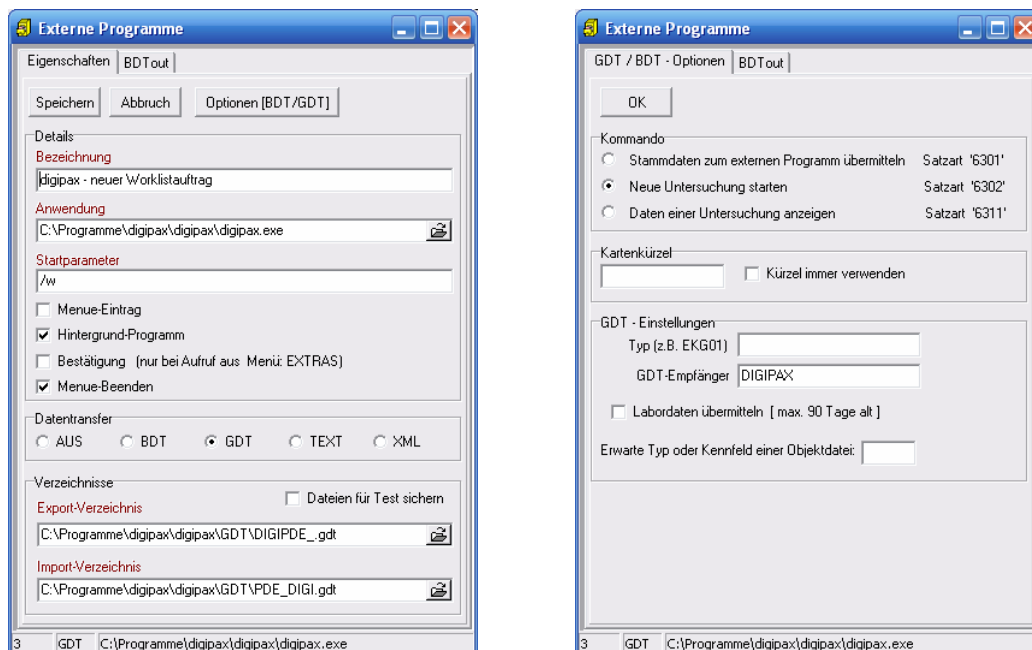 Externe Programme
Eigenschaften BDTout
Speichern Abbruch Optionen [BDT/GDT]
Details
Bezeichnung
digipax - neuer Worklistauftrag
Anwendung
C:\Programme\digipax\digipax\digipax.exe
Startparameter
/w
Menue-Eintrag
Hintergrund-Programm
Bestätigung (nur bei Aufruf aus Menü: EXTRAS)
Menue-Beenden
Datentransfer
AUS BDT GDT TEXT XML
Verzeichnisse
Dateien für Test sichern
Export-Verzeichnis
C:\Programme\digipax\digipax\GDT\DIGIPDE_.gdt
Import-Verzeichnis
C:\Programme\digipax\digipax\GDT\PDE_DIGI.gdt
3 GDT C:\Programme\digipax\digipax\digipax.exe
Externe Programme
GDT / BDT - Optionen BDTout
OK
Kommando
Stammdaten zum externen Programm übermitteln Satzart '6301'
Neue Untersuchung starten Satzart '6302'
Daten einer Untersuchung anzeigen Satzart '6311'
Kartenkürzel
Kürzel immer verwenden
GDT - Einstellungen
Typ (z.B. EKG01)
GDT-Empfänger DIGIPAX
Labordaten übermitteln [ max. 90 Tage alt ]
Erwarte Typ oder Kennfeld einer Objektdatei:
3 GDT C:\Programme\digipax\digipax\digipax.exe